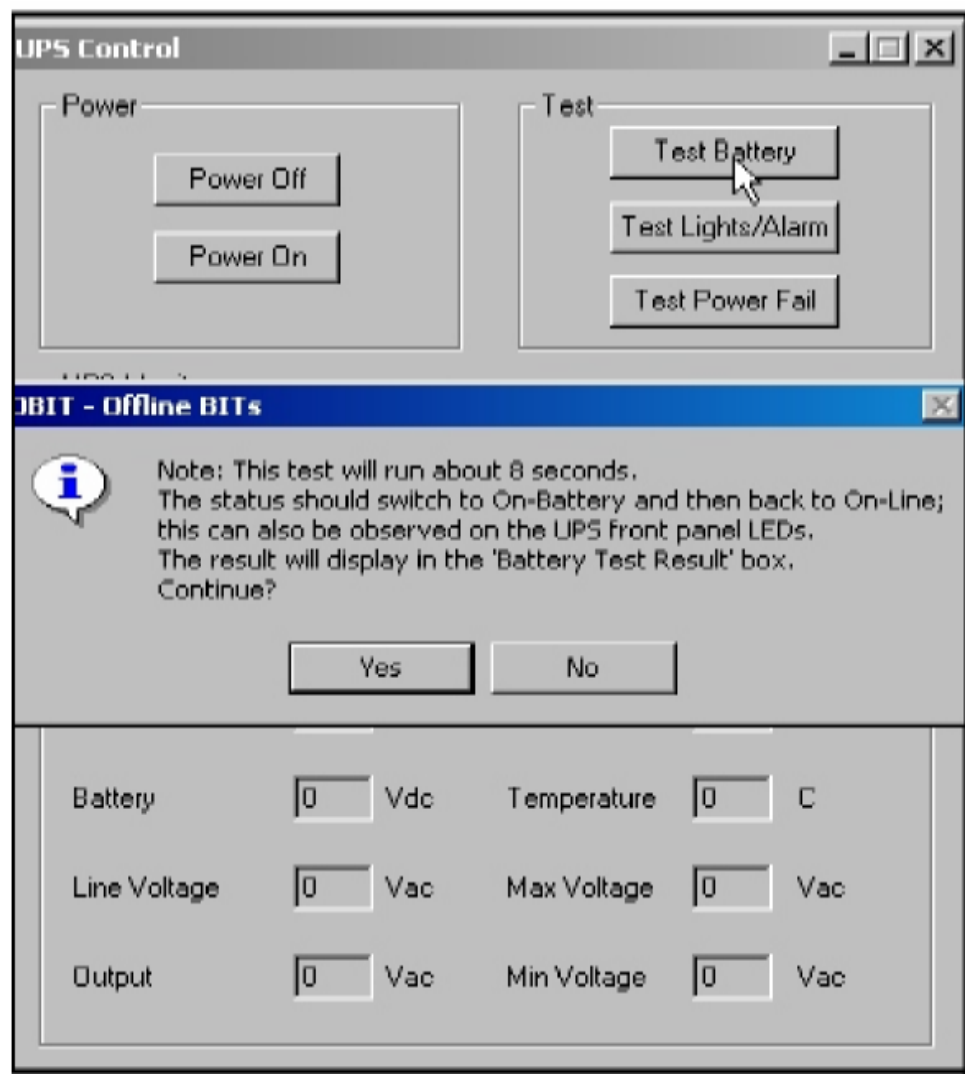 UPS Control
Power
Test
Power Off
Power On
Test Battery
Test Lights/Alarm
Test Power Fail
OBIT - Offline BITs
Note: This test will run about 8 seconds.
The status should switch to On-Battery and then back to On-Line;
this can also be observed on the UPS front panel LEDs.
The result will display in the 'Battery Test Result' box.
Continue?
Yes
No
Battery 0 Vdc Temperature 0 C
Line Voltage 0 Vac Max Voltage 0 Vac
Output 0 Vac Min Voltage 0 Vac